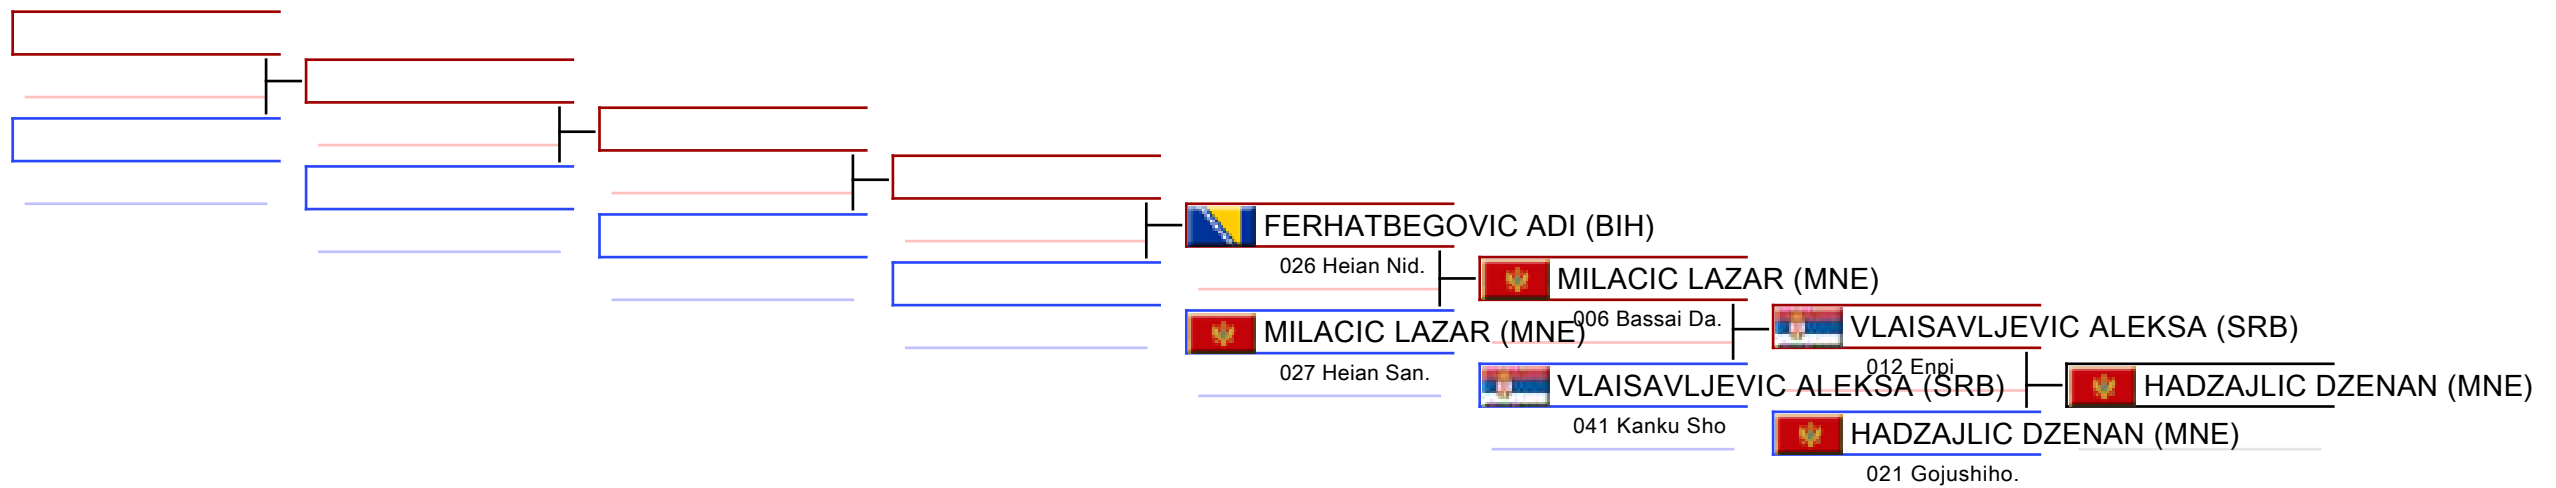 FERHATBEGOVIC ADI (BIH)
026 Heian Nid.
MILACIC LAZAR (MNE)
027 Heian San.
MILACIC LAZAR (MNE)
006 Bassai Da.
VLAISAVLJEVIC ALEKSA (SRB)
041 Kanku Sho
VLAISAVLJEVIC ALEKSA (SRB)
012 Enpi
HADZAJLIC DZENAN (MNE)
021 Gojushiho.
HADZAJLIC DZENAN (MNE)